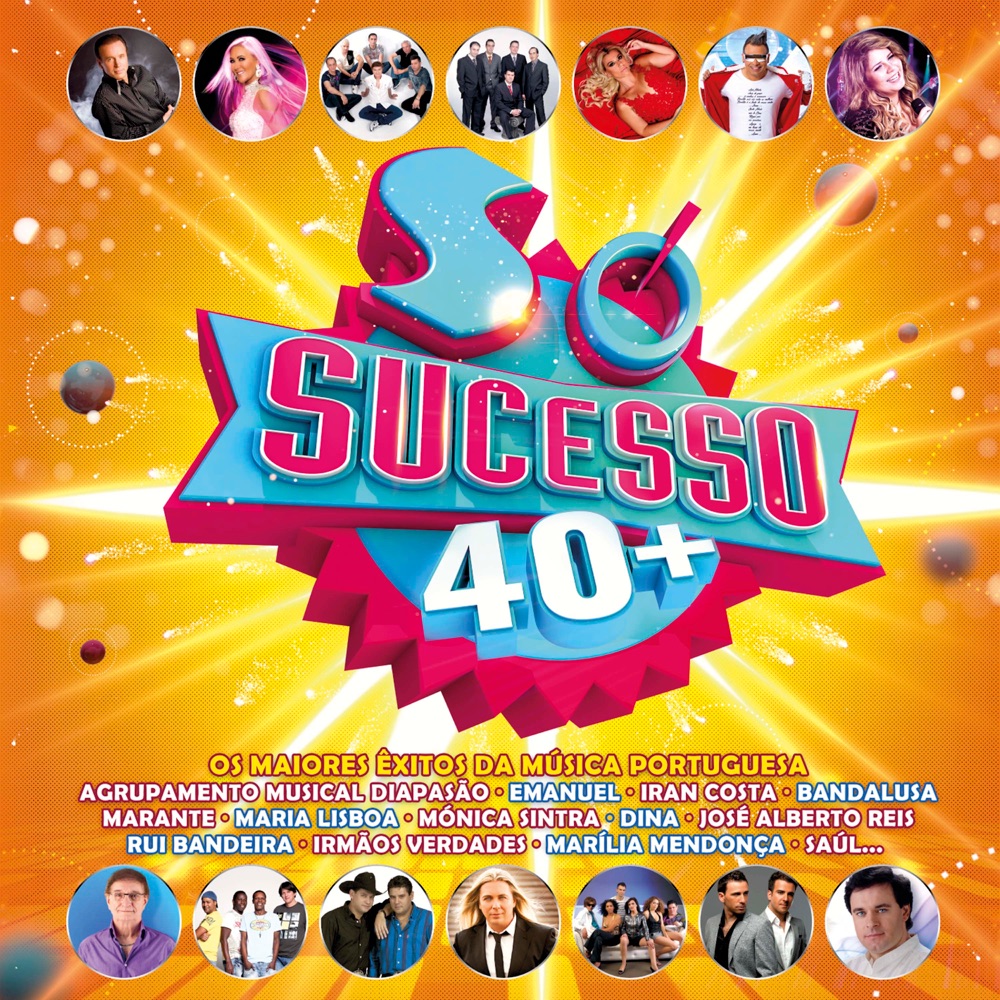 Só
SUCESSO
40+
OS MAIORES ÊXITOS DA MÚSICA PORTUGUESA
AGRUPAMENTO MUSICAL DIAPASÃO · EMANUEL · IRAN COSTA · BANDALUSA
MARANTE · MARIA LISBOA · MÓNICA SINTRA · DINA · JOSÉ ALBERTO REIS
RUI BANDEIRA · IRMÃOS VERDADES · MARÍLIA MENDONÇA · SAÚL...